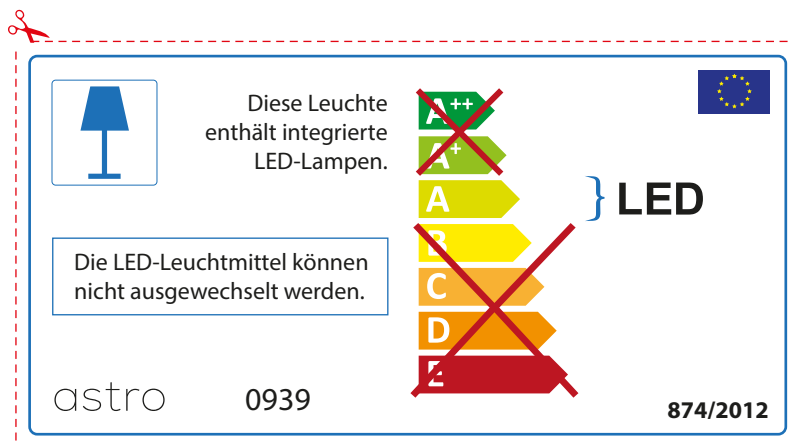 Diese Leuchte
enthält integrierte
LED-Lampen.
Die LED-Leuchtmittel können
nicht ausgewechselt werden.
A++
A+
A
B
C
D
E
LED
astro
0939
874/2012